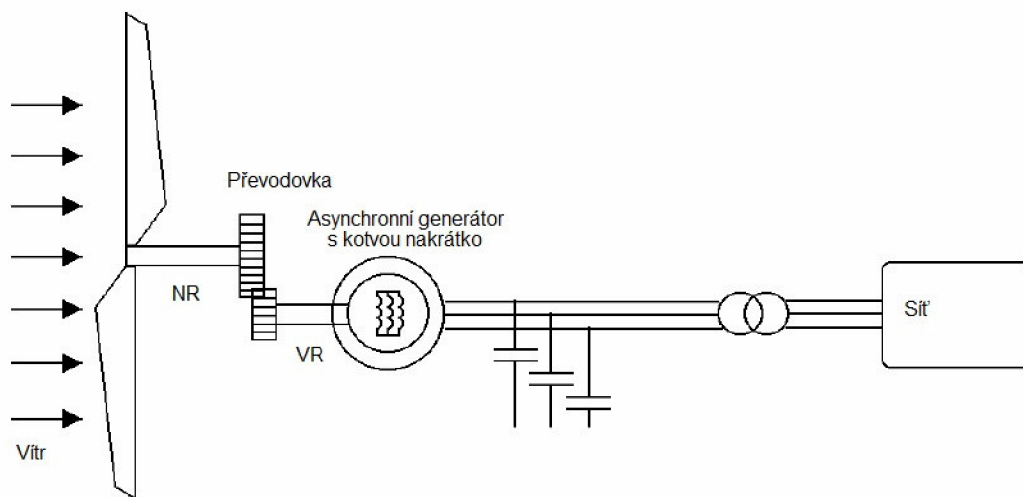 Převodovka
Asynchronní generátor
s kotvou nakrátko
NR
VR
Síť
Vítr